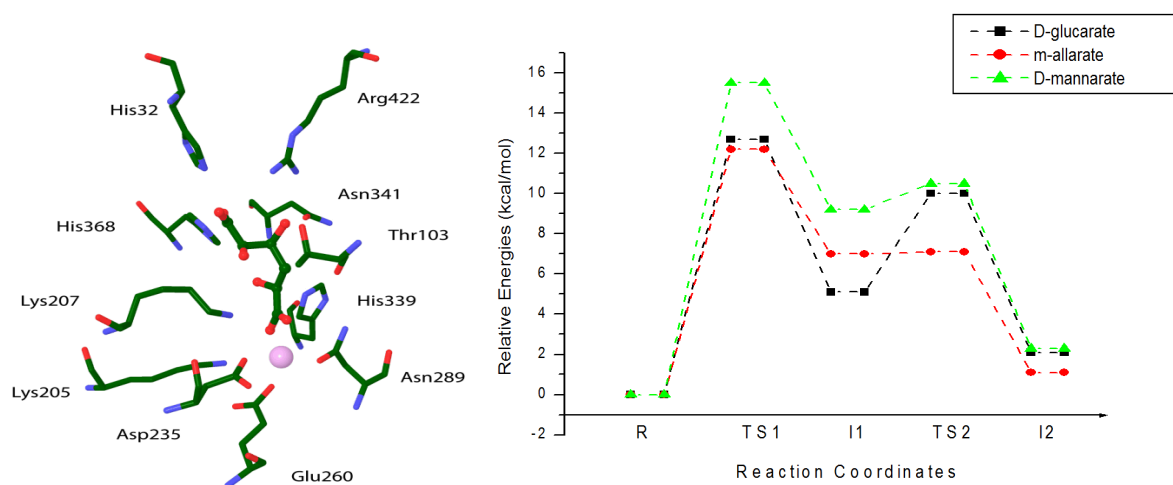 His32
Arg422
Asn341
His368
Thr103
Lys207
His339
Lys205
Asn289
Asp235
Glu260
D-glucarate
m-allarate
D-mannarate
Relative Energies (kcal/mol)
16
14
12
10
8
6
4
2
0
-2
R TS1 I1 TS2 I2
Reaction Coordinates